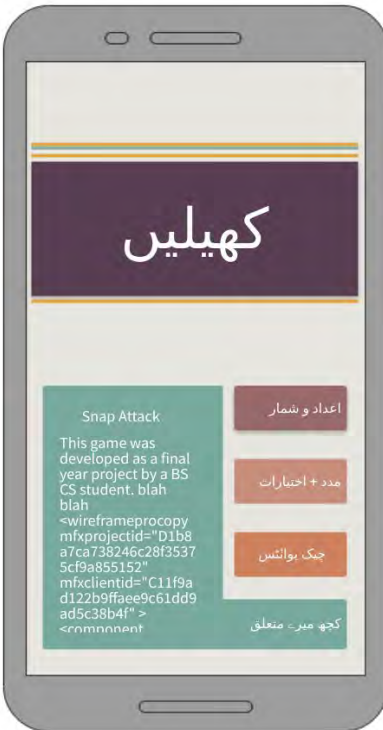 کھیلیں
اعداد و شمار
مدد + اختیارات
چیک پوائنٹس
کچھ میرے متعلق
Snap Attack
This game was
developed as a final
year project by a BS
CS student. blah
blah
<wireframeprocopy
mfxprojectid="D1b8
a7ca738246c28f3537
5cf9a855152"
mfxclientid="C11f9a
d122b9ffaee9c61dd9
ad5c38b4f" >
<component